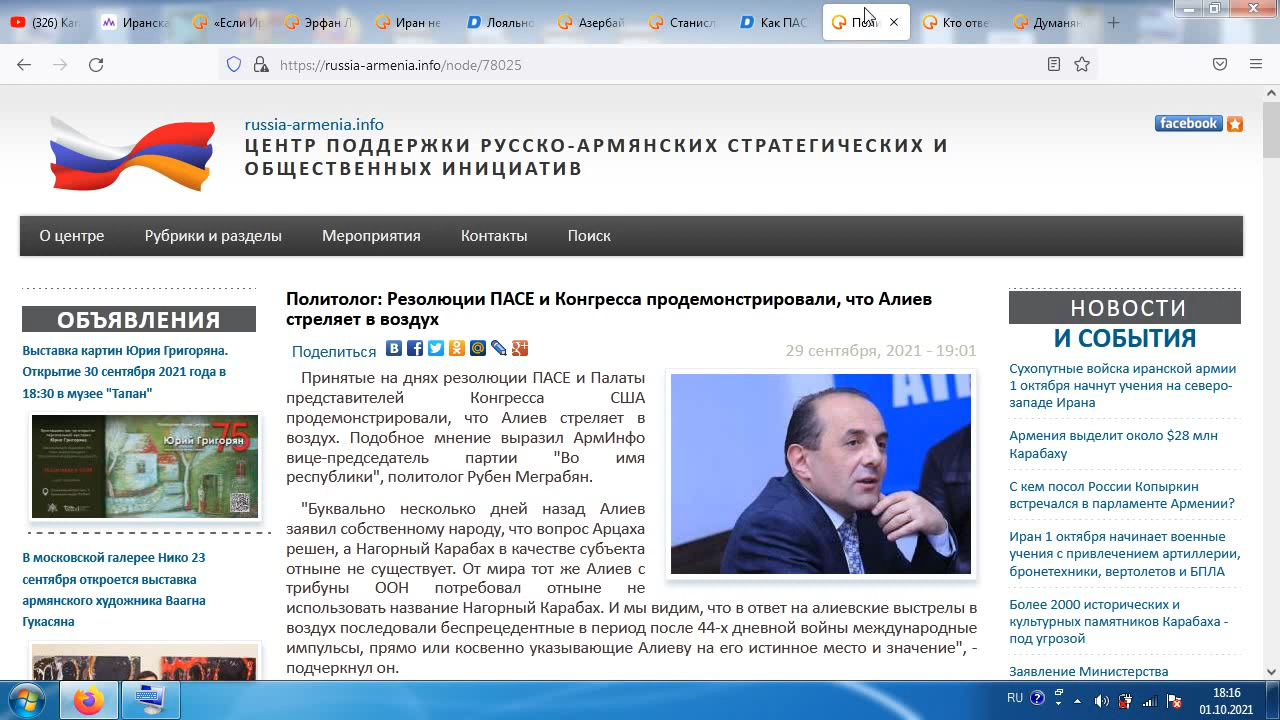 (326) Кап
Иранска
«Если Ир
Эрфан Л
Иран не
Лояльно
Азербай
Станисл
Как ПАС
Кто отве
Думанян
https://russia-armenia.info/node/78025
russia-armenia.info
ЦЕНТР ПОДДЕРЖКИ РУССКО-АРМЯНСКИХ СТРАТЕГИЧЕСКИХ И
ОБЩЕСТВЕННЫХ ИНИЦИАТИВ
facebook
О центре Рубрики и разделы Мероприятия Контакты Поиск
ОБЪЯВЛЕНИЯ
Выставка картин Юрия Григоряна.
Открытие 30 сентября 2021 года в
18:30 в музее "Тапан"
75
Юрий Григорян
В московской галерее Нико 23
сентября откроется выставка
армянского художника Ваагна
Гукасяна
Политолог: Резолюции ПАСЕ и Конгресса продемонстрировали, что Алиев
стреляет в воздух
Поделиться
29 сентября, 2021 - 19:01
Принятые на днях резолюции ПАСЕ и Палаты
представителей Конгресса США
продемонстрировали, что Алиев стреляет в
воздух. Подобное мнение выразил АрмИнфо
вице-председатель партии "Во имя
республики", политолог Рубен Меграбян.
"Буквально несколько дней назад Алиев
заявил собственному народу, что вопрос Арцаха
решен, а Нагорный Карабах в качестве субъекта
отныне не существует. От мира тот же Алиев с
трибуны ООН потребовал отныне не
использовать название Нагорный Карабах. И мы видим, что в ответ на алиевские выстрелы в
воздух последовали беспрецедентные в период после 44-х дневной войны международные
импульсы, прямо или косвенно указывающие Алиеву на его истинное место и значение", -
подчеркнул он.
НОВОСТИ
И СОБЫТИЯ
Сухопутные войска иранской армии
1 октября начнут учения на северо-
западе Ирана
Армения выделит около $28 млн
Карабаху
С кем посол России Копыркин
встречался в парламенте Армении?
Иран 1 октября начинает военные
учения с привлечением артиллерии,
бронетехники, вертолетов и БПЛА
Более 2000 исторических и
культурных памятников Карабаха -
под угрозой
Заявление Министерства
RU
18:16
01.10.2021